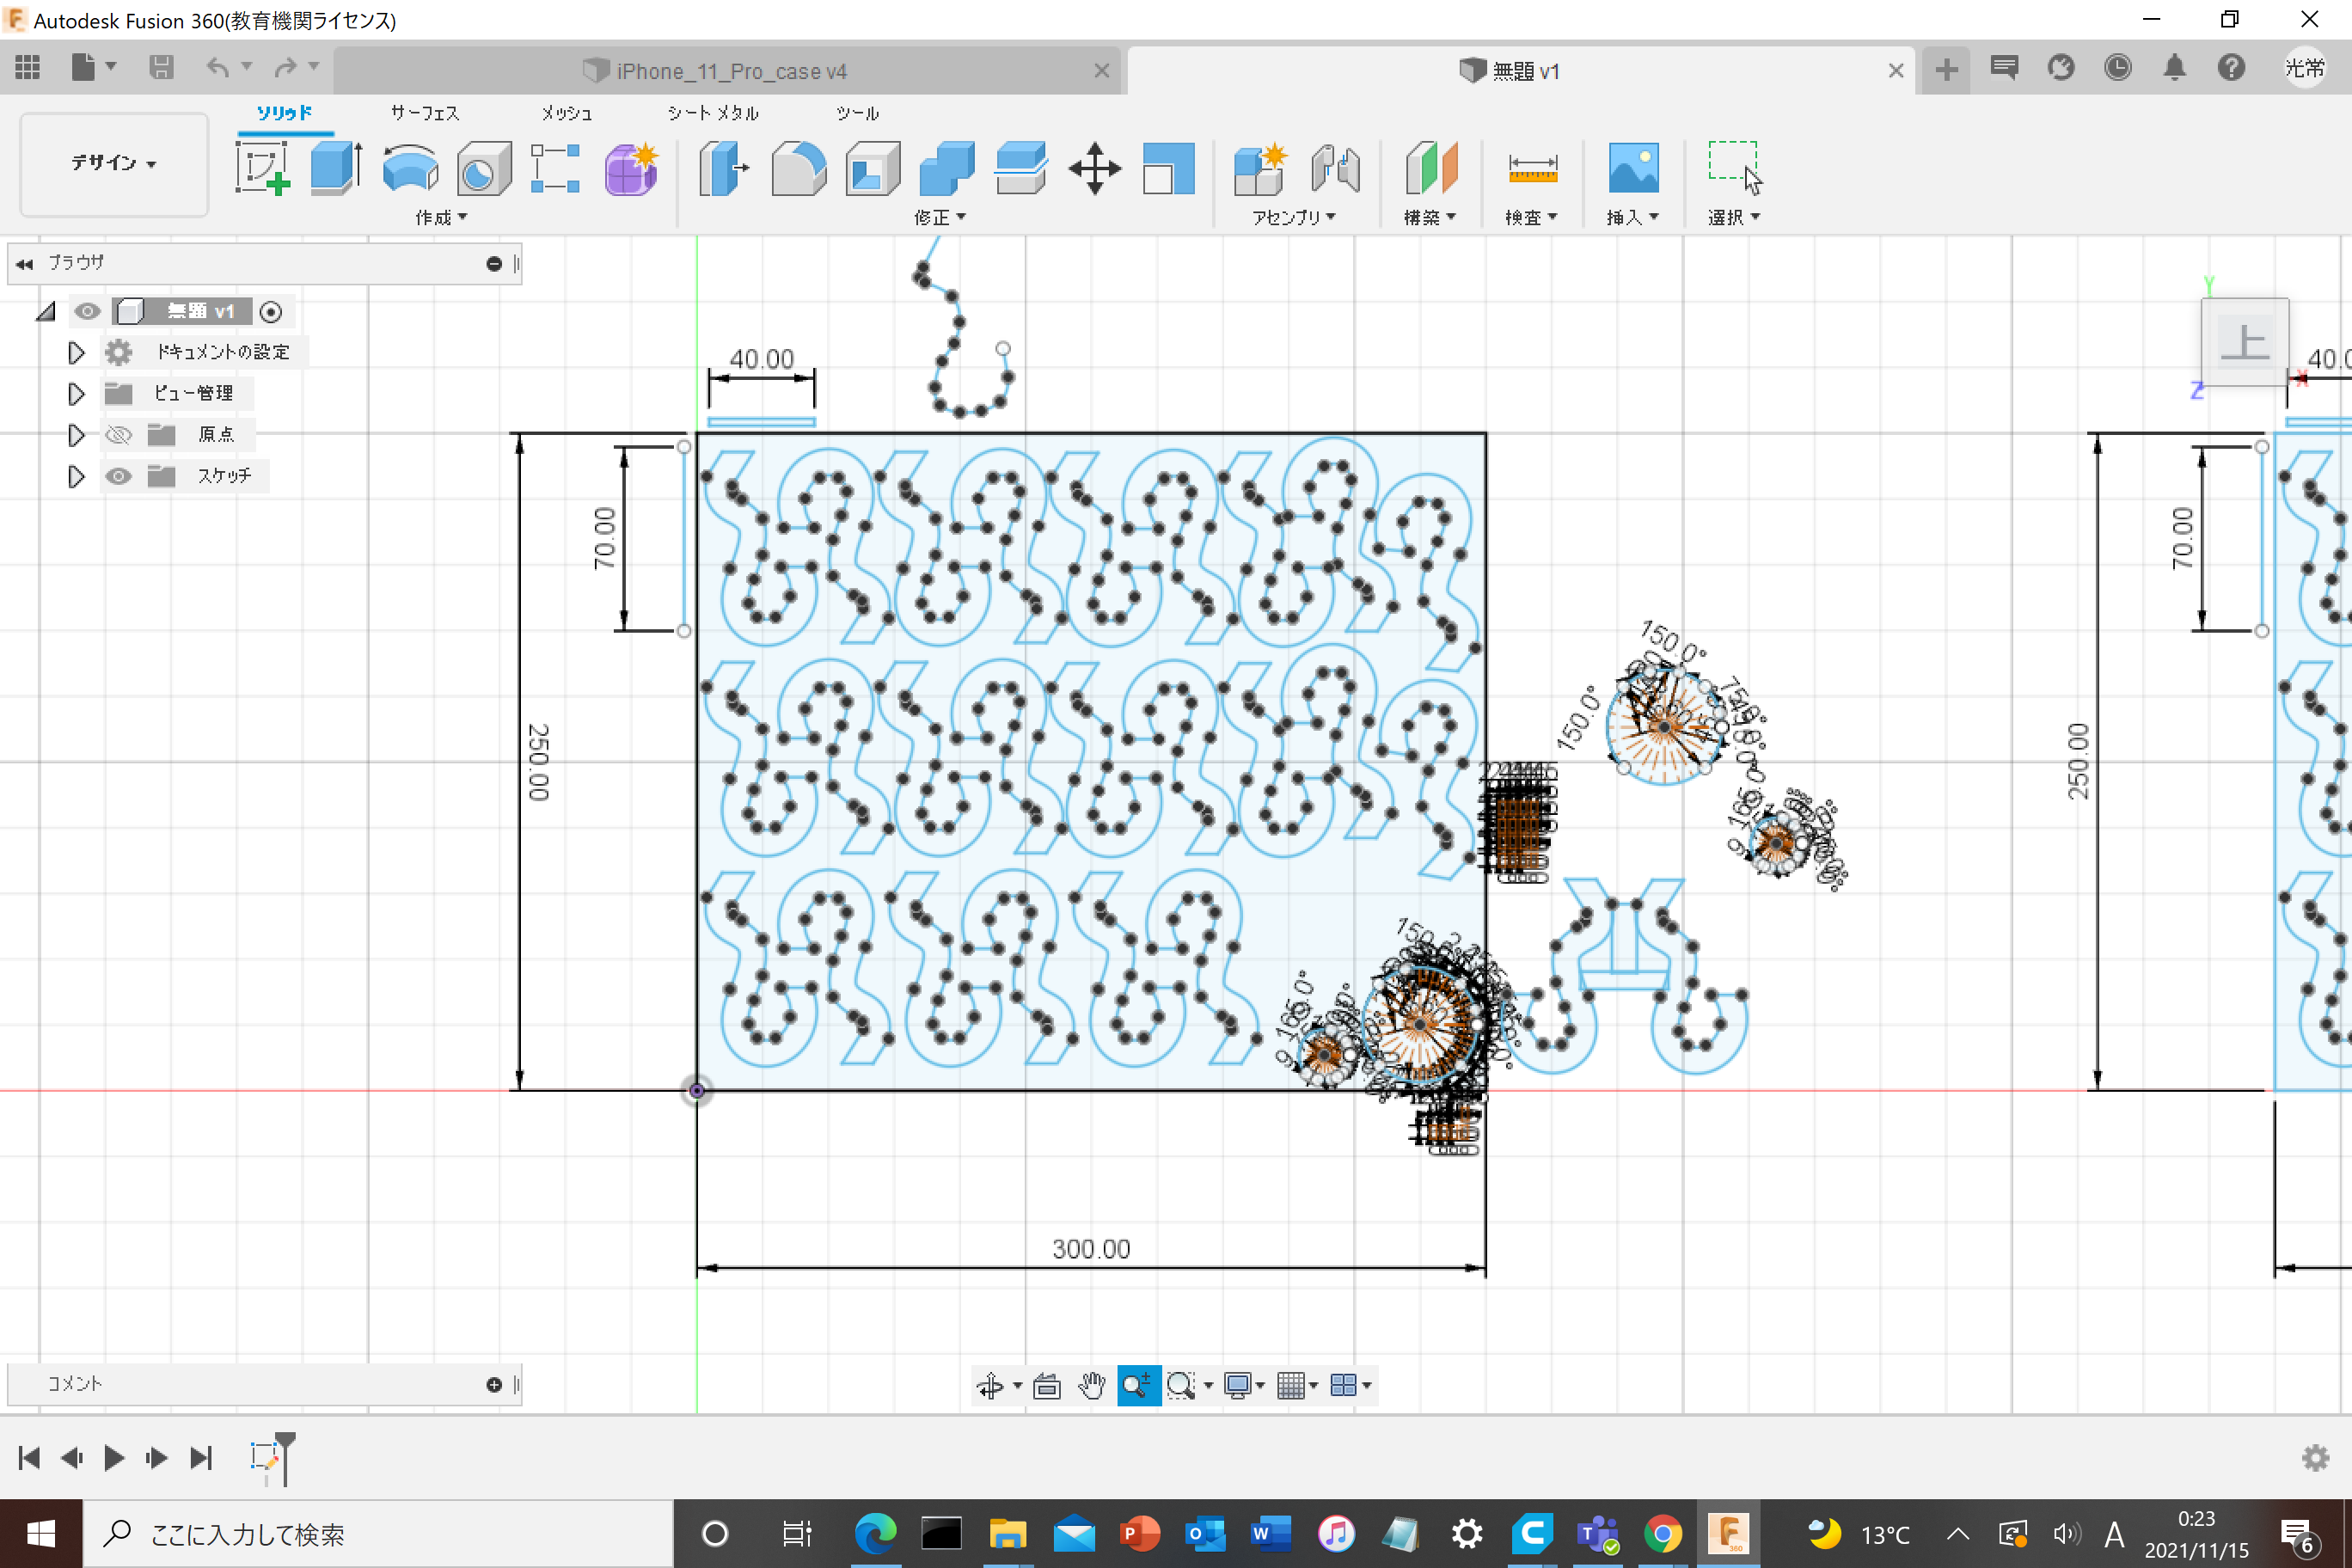 Autodesk Fusion 360(教育機関ライセンス)
iPhone_11_Pro_case v4
無題 v1
光常
デザイン
ソリッド
サーフェス
メッシュ
シート メタル
ツール
作成
修正
アセンブリ
構築
検査
挿入
選択
ブラウザ
無題 v1
ドキュメントの設定
ビュー管理
原点
スケッチ
Y
上
X
Z
40.00
70.00
250.00
300.00
150.0°
150.0°
70.00
250.00
コメント
ここに入力して検索
13°C
A
0:23
2021/11/15
6